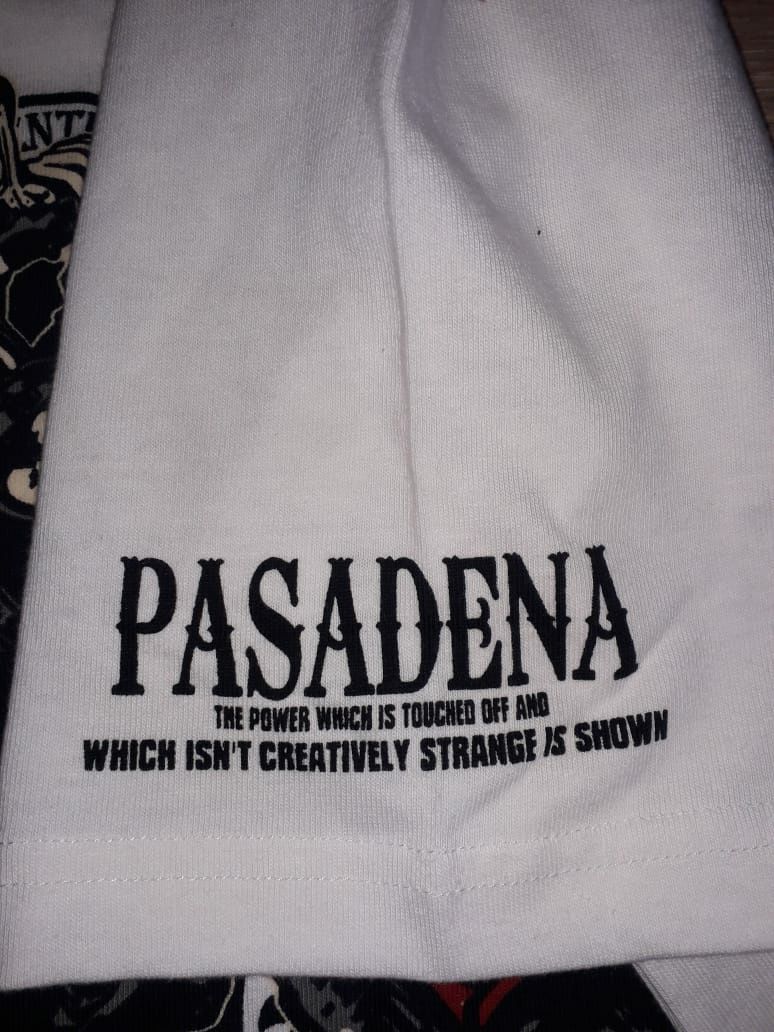 PASADENA
THE POWER WHICH IS TOUCHED OFF AND
WHICH ISN'T CREATIVELY STRANGE IS SHOWN